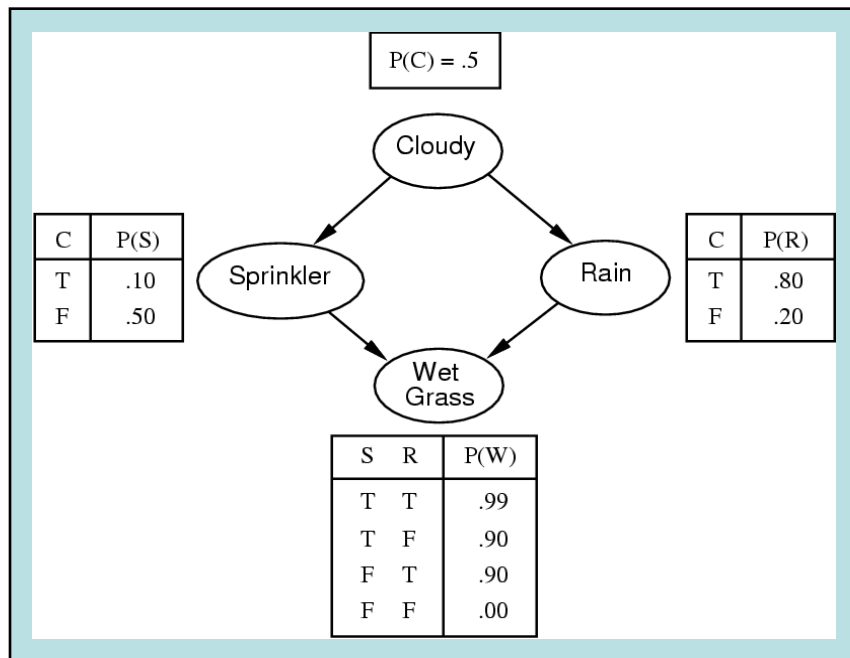 P(C) = .5
Cloudy
C P(S)
T .10
F .50
Sprinkler
Rain
C P(R)
T .80
F .20
Wet
Grass
S R P(W)
T T .99
T F .90
F T .90
F F .00